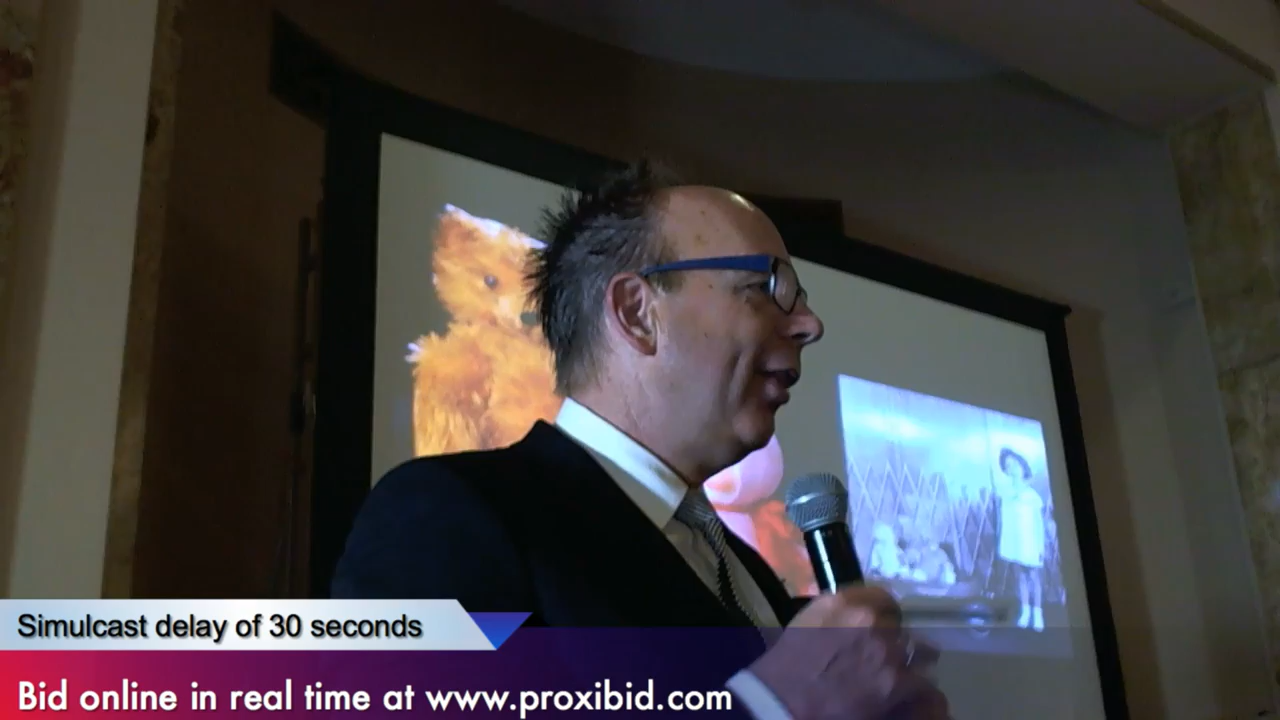 Simulcast delay of 30 seconds
Bid online in real time at www.proxibid.com